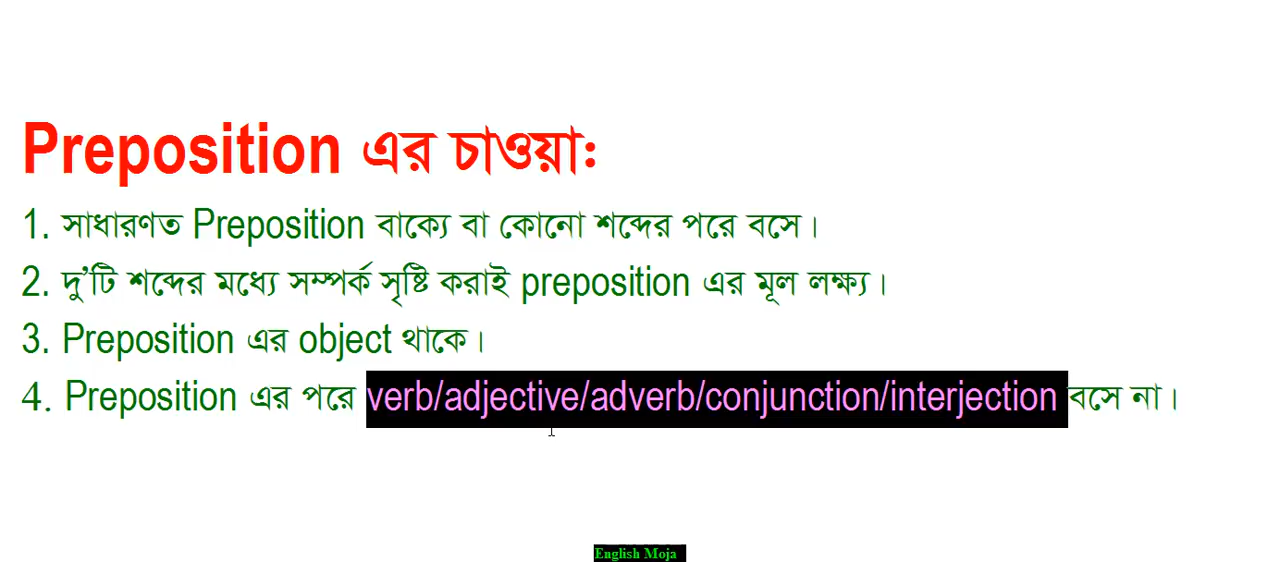 Preposition এর চাওয়াঃ
1. সাধারণত Preposition বাক্যে বা কোনো শব্দের পরে বসে।
2. দু’টি শব্দের মধ্যে সম্পর্ক সৃষ্টি করাই preposition এর মূল লক্ষ্য।
3. Preposition এর object থাকে।
4. Preposition এর পরে verb/adjective/adverb/conjunction/interjection বসে না।
English Moja